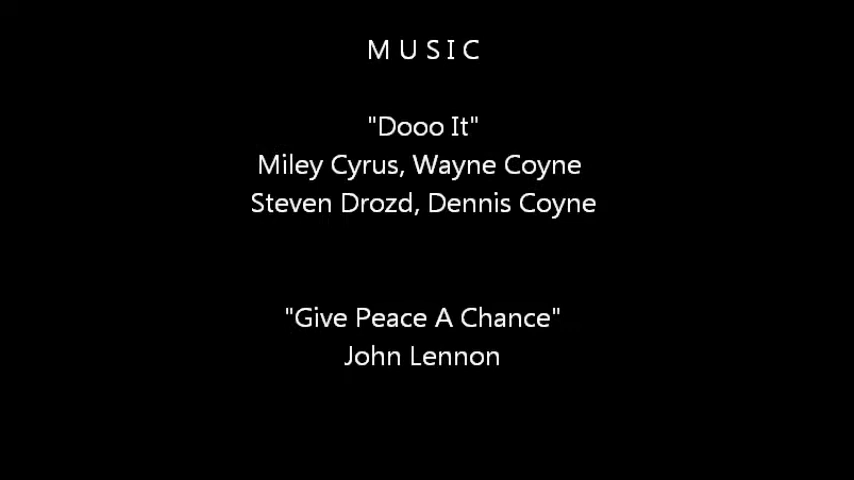 M U S I C
"Dooo It"
Miley Cyrus, Wayne Coyne
Steven Drozd, Dennis Coyne
"Give Peace A Chance"
John Lennon